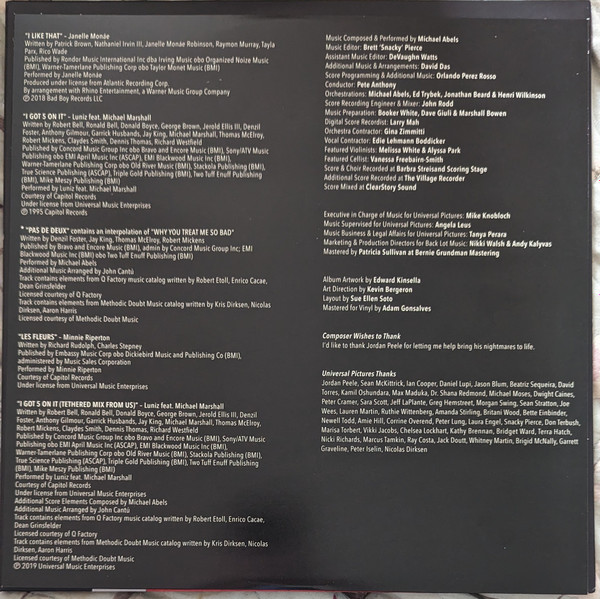 "I LIKE THAT" – Janelle Monáe
Written by Patrick Brown, Nathaniel Irvin III, Janelle Monáe Robinson, Raymon Murray, Tayla
Parx, Rico Wade
Published by Rondor Music International Inc dba Irving Music obo Organized Noize Music
(BMI), Warner-Tamerlane Publishing Corp obo Taylor Monet Music (BMI)
Performed by Janelle Monáe
Produced under license from Atlantic Recording Corp.
By arrangement with Rhino Entertainment, a Warner Music Group Company
℗ 2018 Bad Boy Records LLC
"I GOT 5 ON IT" – Luniz feat. Michael Marshall
Written by Robert Bell, Ronald Bell, Donald Boyce, George Brown, Jerold Ellis III, Denzil
Foster, Anthony Gilmour, Garrick Husbands, Jay King, Michael Marshall, Thomas McElroy,
Robert Mickens, Claydes Smith, Dennis Thomas, Richard Westfield
Published by Concord Music Group Inc obo Bravo and Encore Music (BMI), Sony/ATV Music
Publishing obo EMI April Music Inc (ASCAP), EMI Blackwood Music Inc (BMI),
Warner-Tamerlane Publishing Corp obo Old River Music (BMI), Stackola Publishing (BMI),
True Science Publishing (ASCAP), Triple Gold Publishing (BMI), Two Tuff Enuff Publishing
(BMI), Mike Meszy Publishing (BMI)
Performed by Luniz feat. Michael Marshall
Courtesy of Capitol Records
Under license from Universal Music Enterprises
℗ 1995 Capitol Records
* "PAS DE DEUX" contains an interpolation of "WHY YOU TREAT ME SO BAD"
Written by Denzil Foster, Jay King, Thomas McElroy, Robert Mickens
Published by Bravo and Encore Music (BMI), admin by Concord Music Group Inc; EMI
Blackwood Music Inc (BMI) obo Two Tuff Enuff Publishing (BMI)
Performed by Michael Abels
Additional Music Arranged by John Cantú
Track contains elements from Q Factory music catalog written by Robert Etoll, Enrico Cacae,
Dean Grinsfelder
Licensed courtesy of Q Factory
Track contains elements from Methodic Doubt Music catalog written by Kris Dirksen, Nicolas
Dirksen, Aaron Harris
Licensed courtesy of Methodic Doubt Music
"LES FLEURS" – Minnie Riperton
Written by Richard Rudolph, Charles Stepney
Published by Embassy Music Corp obo Dickiebird Music and Publishing Co (BMI),
administered by Music Sales Corporation
Performed by Minnie Riperton
Courtesy of Capitol Records
Under license from Universal Music Enterprises
"I GOT 5 ON IT (TETHERED MIX FROM US)" – Luniz feat. Michael Marshall
Written by Robert Bell, Ronald Bell, Donald Boyce, George Brown, Jerold Ellis III, Denzil
Foster, Anthony Gilmour, Garrick Husbands, Jay King, Michael Marshall, Thomas McElroy,
Robert Mickens, Claydes Smith, Dennis Thomas, Richard Westfield
Published by Concord Music Group Inc obo Bravo and Encore Music (BMI), Sony/ATV Music
Publishing obo EMI April Music Inc (ASCAP), EMI Blackwood Music Inc (BMI),
Warner-Tamerlane Publishing Corp obo Old River Music (BMI), Stackola Publishing (BMI),
True Science Publishing (ASCAP), Triple Gold Publishing (BMI), Two Tuff Enuff Publishing
(BMI), Mike Meszy Publishing (BMI)
Performed by Luniz feat. Michael Marshall
Courtesy of Capitol Records
Under license from Universal Music Enterprises
Additional Score Elements Composed by Michael Abels
Additional Music Arranged by John Cantú
Track contains elements from Q Factory music catalog written by Robert Etoll, Enrico Cacae,
Dean Grinsfelder
Licensed courtesy of Q Factory
Track contains elements from Methodic Doubt Music catalog written by Kris Dirksen, Nicolas
Dirksen, Aaron Harris
Licensed courtesy of Methodic Doubt Music
℗ 2019 Universal Music Enterprises
Music Composed & Performed by Michael Abels
Music Editor: Brett 'Snacky' Pierce
Assistant Music Editor: DeVaughn Watts
Additional Music & Arrangements: David Das
Score Programming & Additional Music: Orlando Perez Rosso
Conductor: Pete Anthony
Orchestrations: Michael Abels, Ed Trybek, Jonathan Beard & Henri Wilkinson
Score Recording Engineer & Mixer: John Rodd
Music Preparation: Booker White, Dave Giuli & Marshall Bowen
Digital Score Recordist: Larry Mah
Orchestra Contractor: Gina Zimmitti
Vocal Contractor: Edie Lehmann Boddicker
Featured Violinists: Melissa White & Alyssa Park
Featured Cellist: Vanessa Freebairn-Smith
Score & Choir Recorded at Barbra Streisand Scoring Stage
Additional Score Recorded at The Village Recorder
Score Mixed at ClearStory Sound
Executive in Charge of Music for Universal Pictures: Mike Knobloch
Music Supervised for Universal Pictures: Angela Leus
Music Business & Legal Affairs for Universal Pictures: Tanya Perara
Marketing & Production Directors for Back Lot Music: Nikki Walsh & Andy Kalyvas
Mastered by Patricia Sullivan at Bernie Grundman Mastering
Album Artwork by Edward Kinsella
Art Direction by Kevin Bergeron
Layout by Sue Ellen Soto
Mastered for Vinyl by Adam Gonsalves
Composer Wishes to Thank
I'd like to thank Jordan Peele for letting me help bring his nightmares to life.
Universal Pictures Thanks
Jordan Peele, Sean McKittrick, Ian Cooper, Daniel Lupi, Jason Blum, Beatriz Sequeira, David
Torres, Kamil Oshundara, Max Maduka, Dr. Shana Redmond, Michael Moses, Dwight Caines,
Peter Cramer, Sara Scott, Jeff LaPlante, Greg Hemstreet, Morgan Swing, Sean Stratton, Joe
Wees, Lauren Martin, Ruthie Wittenberg, Amanda Stirling, Britani Wood, Bette Einbinder,
Newell Todd, Amie Hill, Corrine Overend, Peter Lung, Laura Engel, Snacky Pierce, Don Terbush,
Marisa Torbert, Vikki Jacobs, Chelsea Lockhart, Kathy Brennan, Bridget Ward, Terra Hatch,
Nicki Richards, Marcus Tamkin, Ray Costa, Jack Doutt, Whitney Martin, Brigid McNally, Garrett
Graveline, Peter Iselin, Nicolas Dirksen